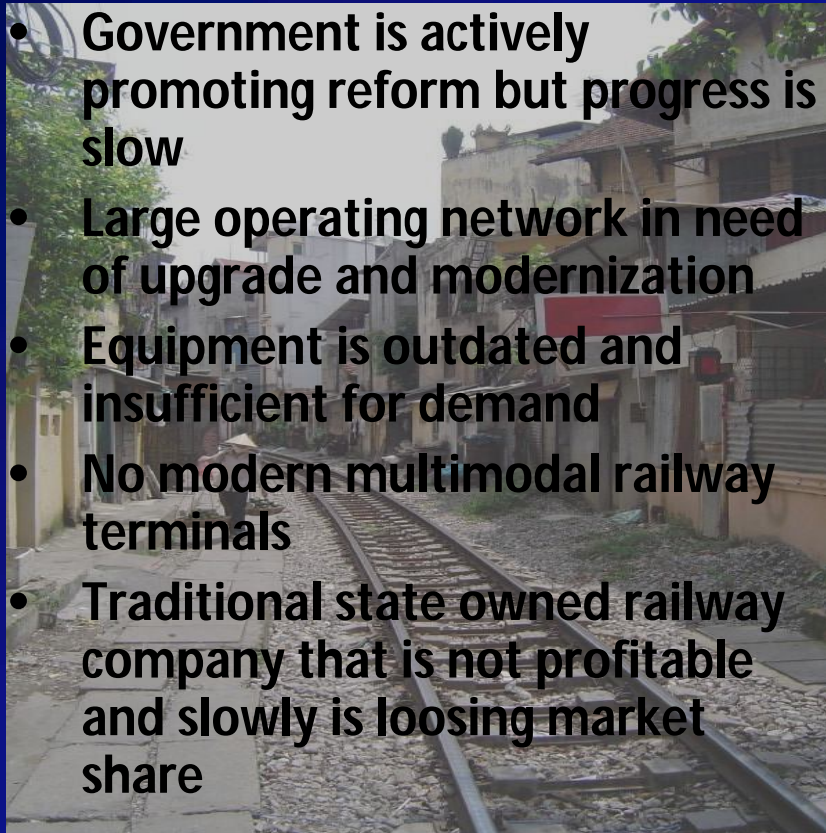 • Government is actively
promoting reform but progress is
slow
• Large operating network in need
of upgrade and modernization
• Equipment is outdated and
insufficient for demand
• No modern multimodal railway
terminals
• Traditional state owned railway
company that is not profitable
and slowly is loosing market
share